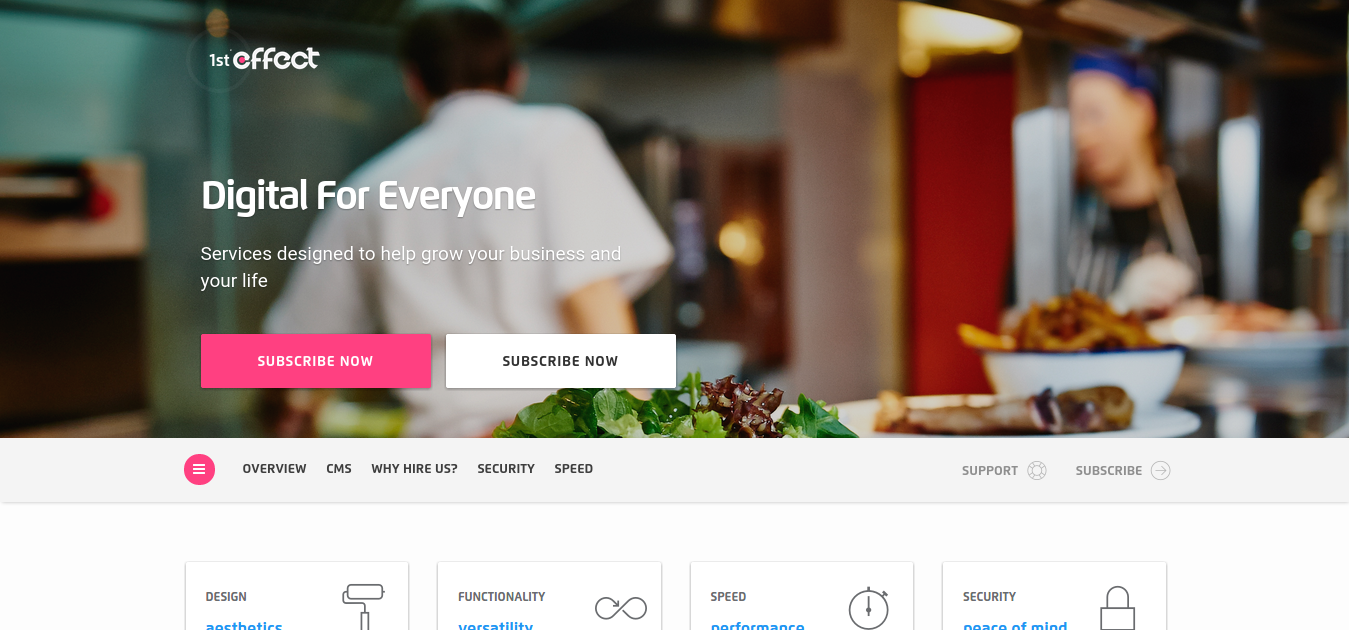 1st effect
Digital For Everyone
Services designed to help grow your business and
your life
SUBSCRIBE NOW
SUBSCRIBE NOW
OVERVIEW CMS WHY HIRE US? SECURITY SPEED
SUPPORT SUBSCRIBE
DESIGN FUNCTIONALITY SPEED SECURITY
aesthetics versatility performance peace of mind